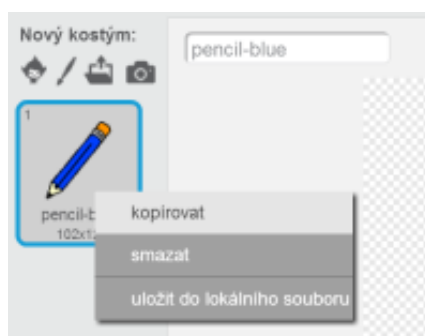 Nový kostým:
pencil-blue
1
pencil-b
102x1
kopírovat
smazat
uložit do lokálního souboru